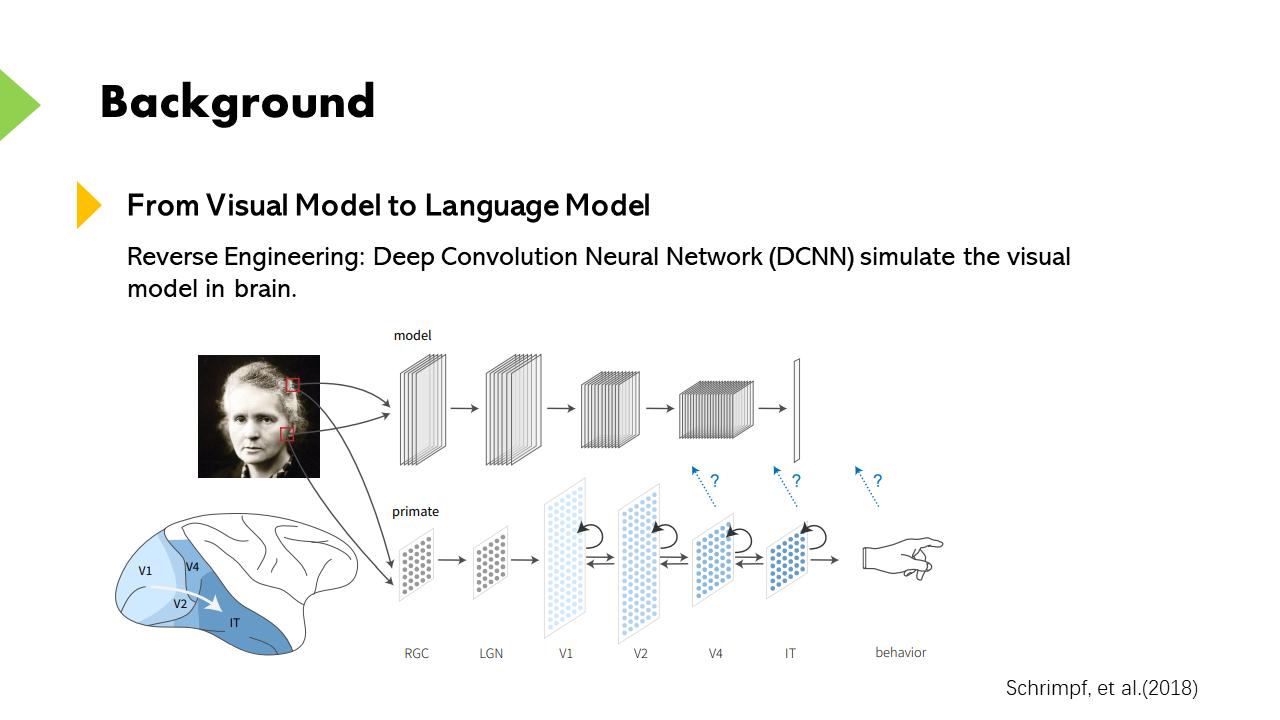 Background
From Visual Model to Language Model
Reverse Engineering: Deep Convolution Neural Network (DCNN) simulate the visual
model in brain.
model
? ? ?
primate
V1
V4
V2
IT
RGC LGN V1 V2 V4 IT behavior
Schrimpf, et al.(2018)